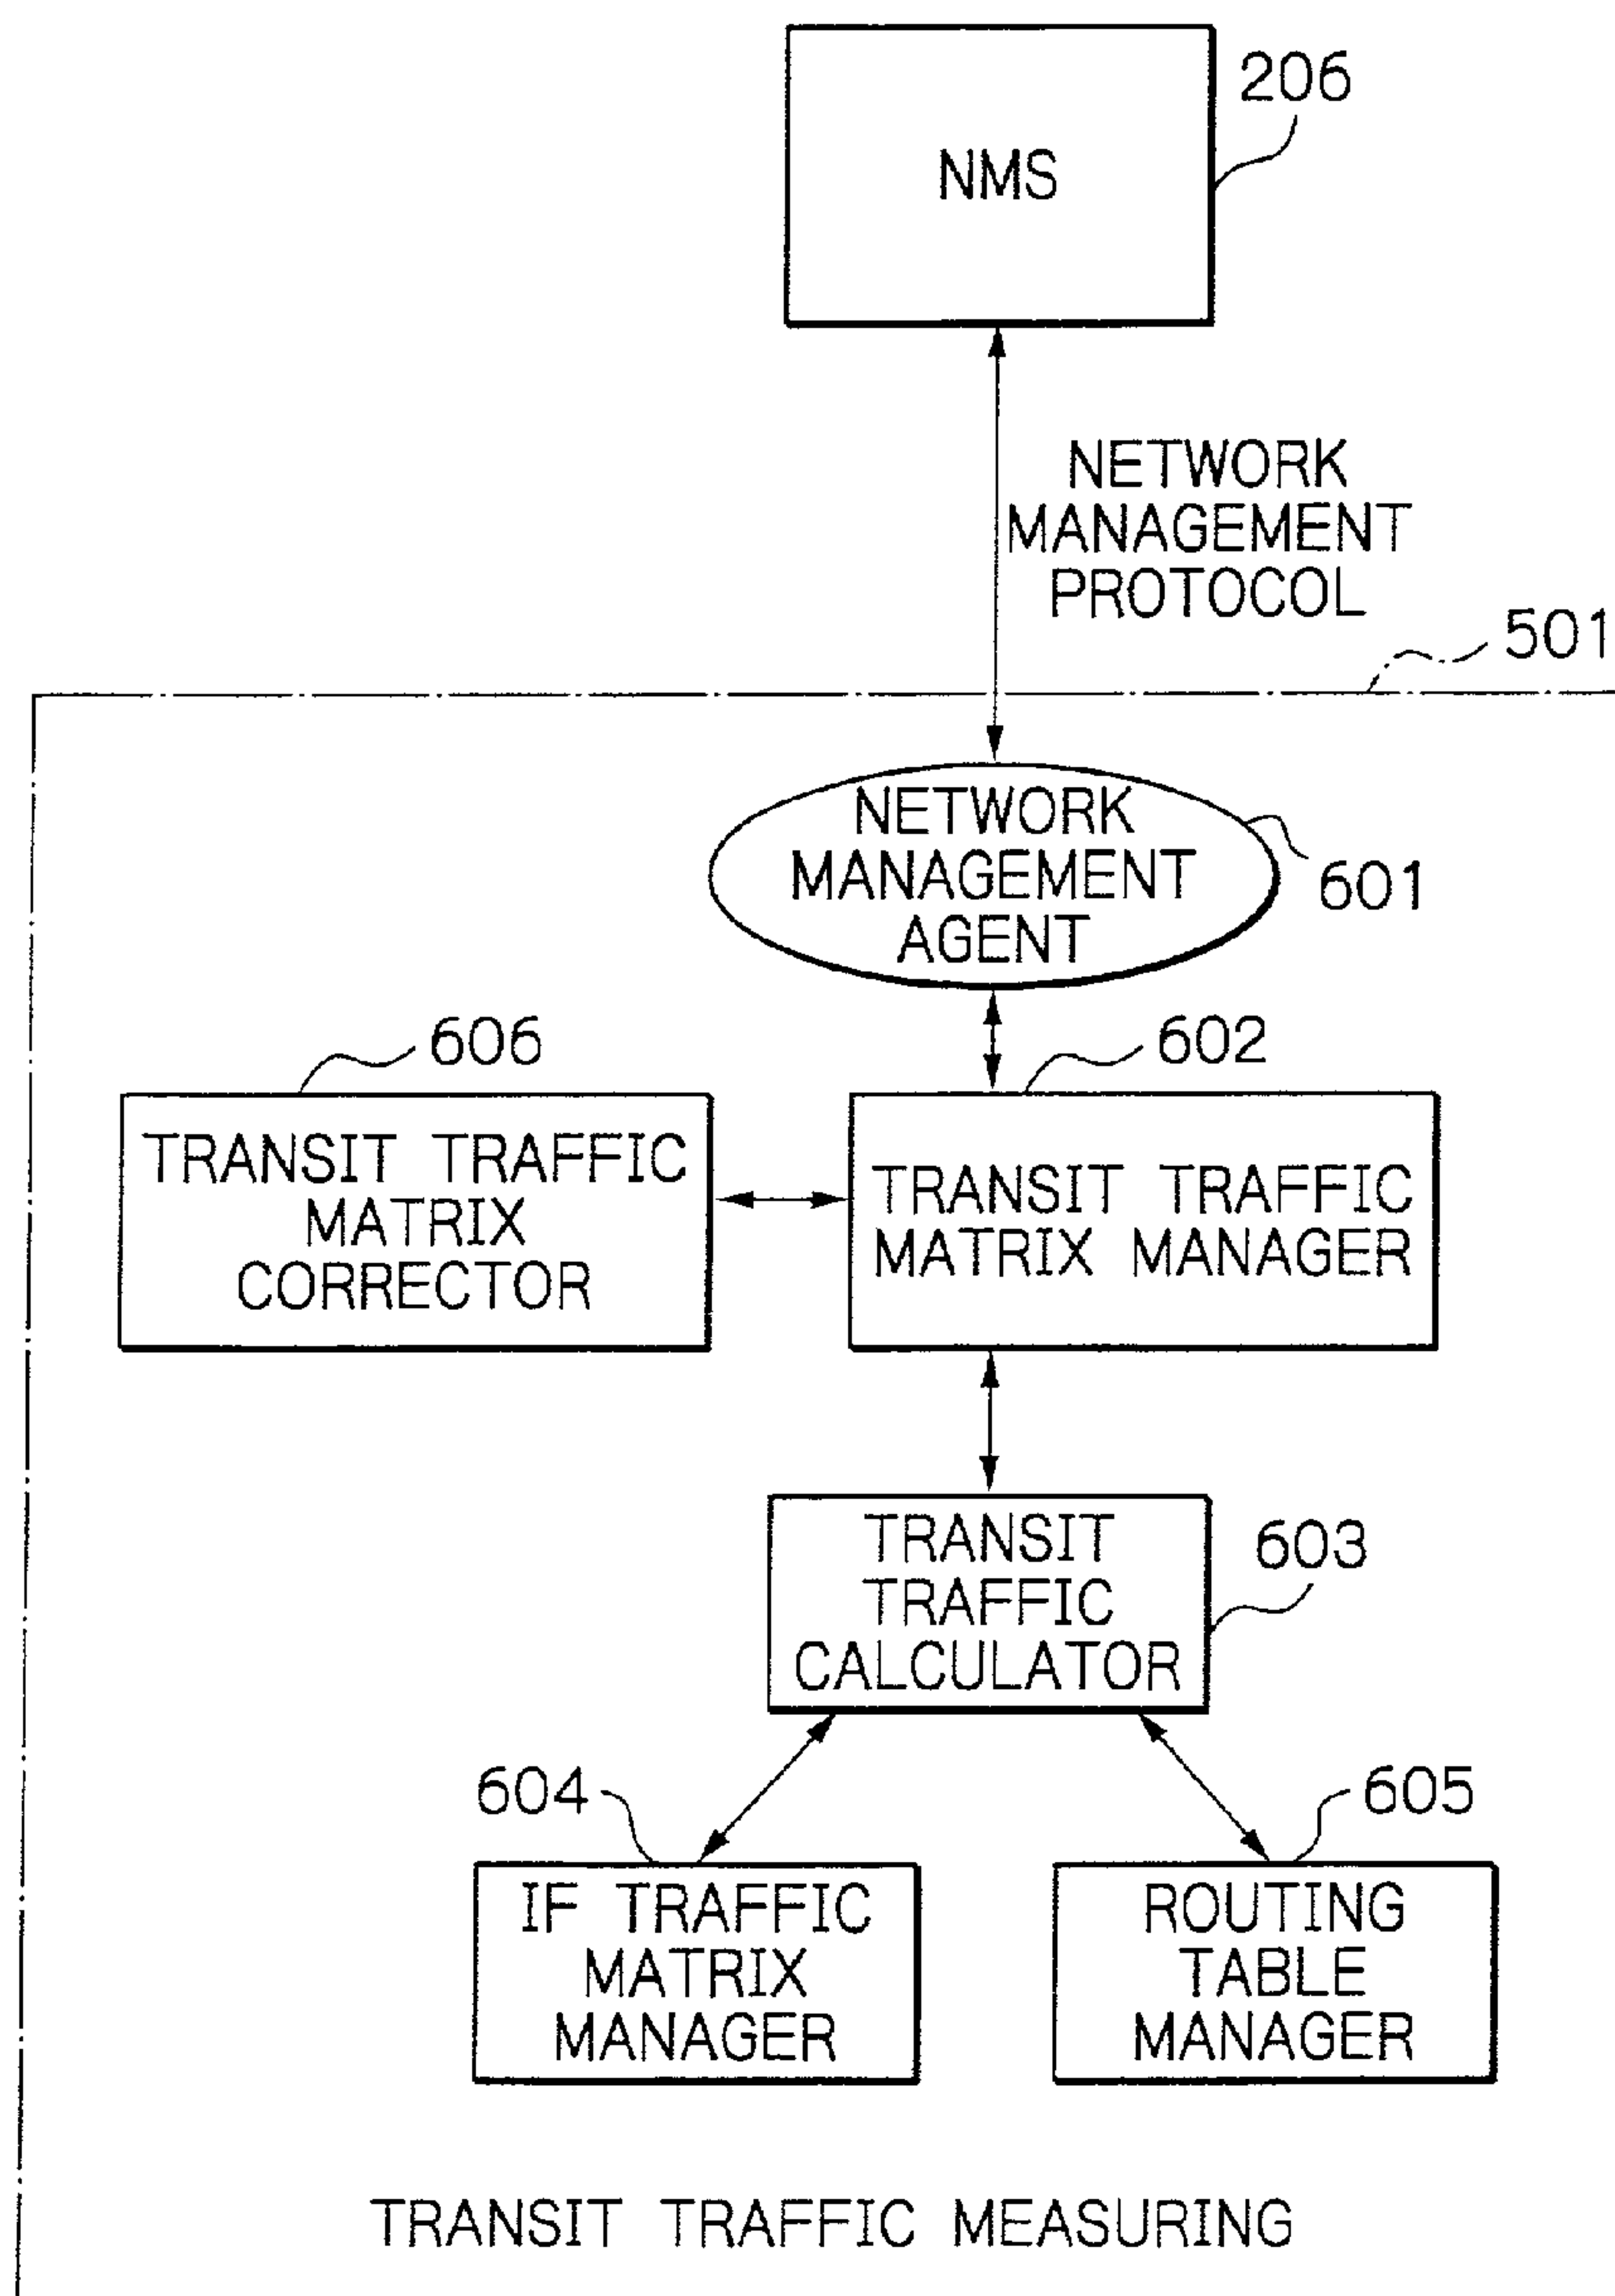 206
NMS
NETWORK
MANAGEMENT
PROTOCOL
501
NETWORK
MANAGEMENT
AGENT
601
606
602
TRANSIT TRAFFIC
MATRIX
CORRECTOR
TRANSIT TRAFFIC
MATRIX MANAGER
TRANSIT
TRAFFIC
CALCULATOR
603
604
605
IF TRAFFIC
MATRIX
MANAGER
ROUTING
TABLE
MANAGER
TRANSIT TRAFFIC MEASURING